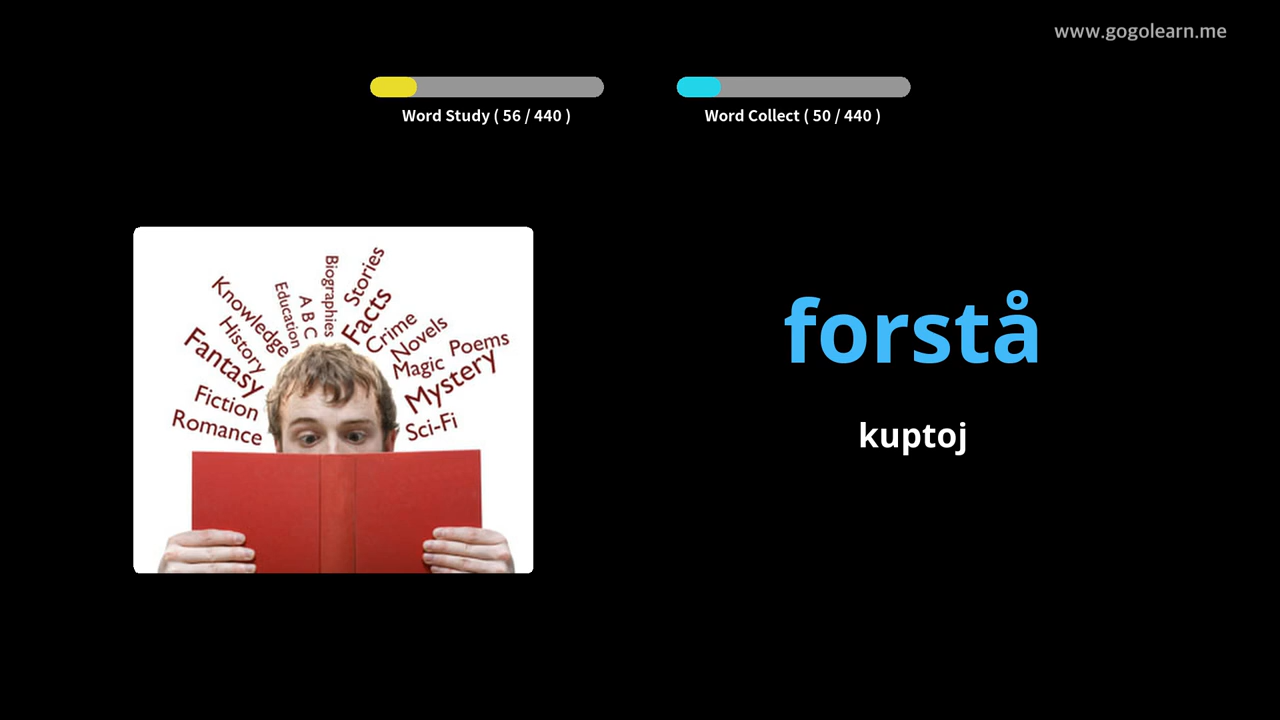 www.gogolearn.me
Word Study ( 56 / 440 )
Word Collect ( 50 / 440 )
Knowledge
History
Fantasy
Fiction
Romance
Education
A B C
Biographies
Stories
Facts
Crime
Novels
Magic
Poems
Mystery
Sci-Fi
forstå
kuptoj